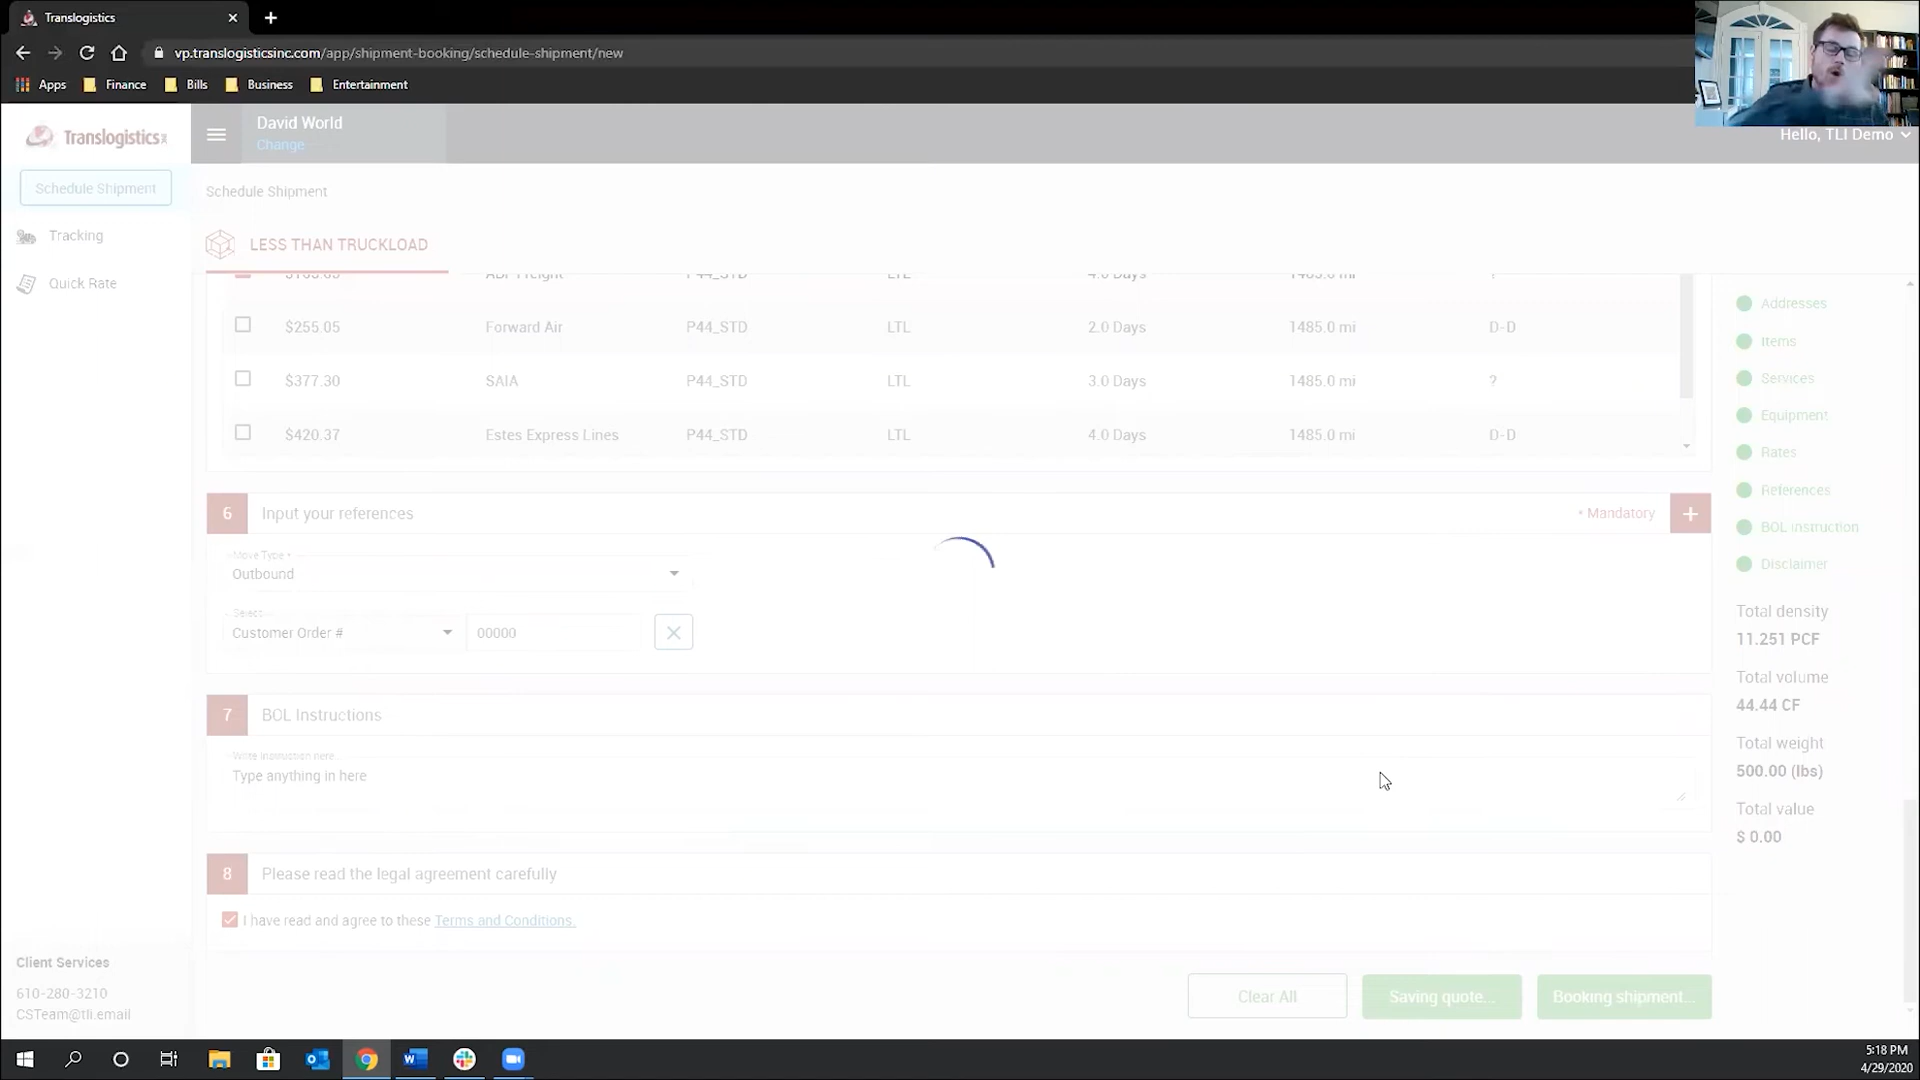 Translogistics
vp.translogisticsinc.com/app/shipment-booking/schedule-shipment/new
Apps Finance Bills Business Entertainment
Translogistics
David World
Change
Hello, TLI Demo
Schedule Shipment
Tracking
Quick Rate
Schedule Shipment
LESS THAN TRUCKLOAD
$165.65 ABF Freight P44_STD LTL 4.0 Days 1485.0 mi ?
$255.05 Forward Air P44_STD LTL 2.0 Days 1485.0 mi D-D
$377.30 SAIA P44_STD LTL 3.0 Days 1485.0 mi ?
$420.37 Estes Express Lines P44_STD LTL 4.0 Days 1485.0 mi D-D
6 Input your references * Mandatory +
Move Type *
Outbound
Select
Customer Order # 00000
7 BOL Instructions
Write Instruction here...
Type anything in here
8 Please read the legal agreement carefully
I have read and agree to these Terms and Conditions.
Clear All Saving quote... Booking shipment...
Addresses
Items
Services
Equipment
Rates
References
BOL instruction
Disclaimer
Total density
11.251 PCF
Total volume
44.44 CF
Total weight
500.00 (lbs)
Total value
$ 0.00
Client Services
610-280-3210
CSTeam@tli.email
5:18 PM
4/29/2020